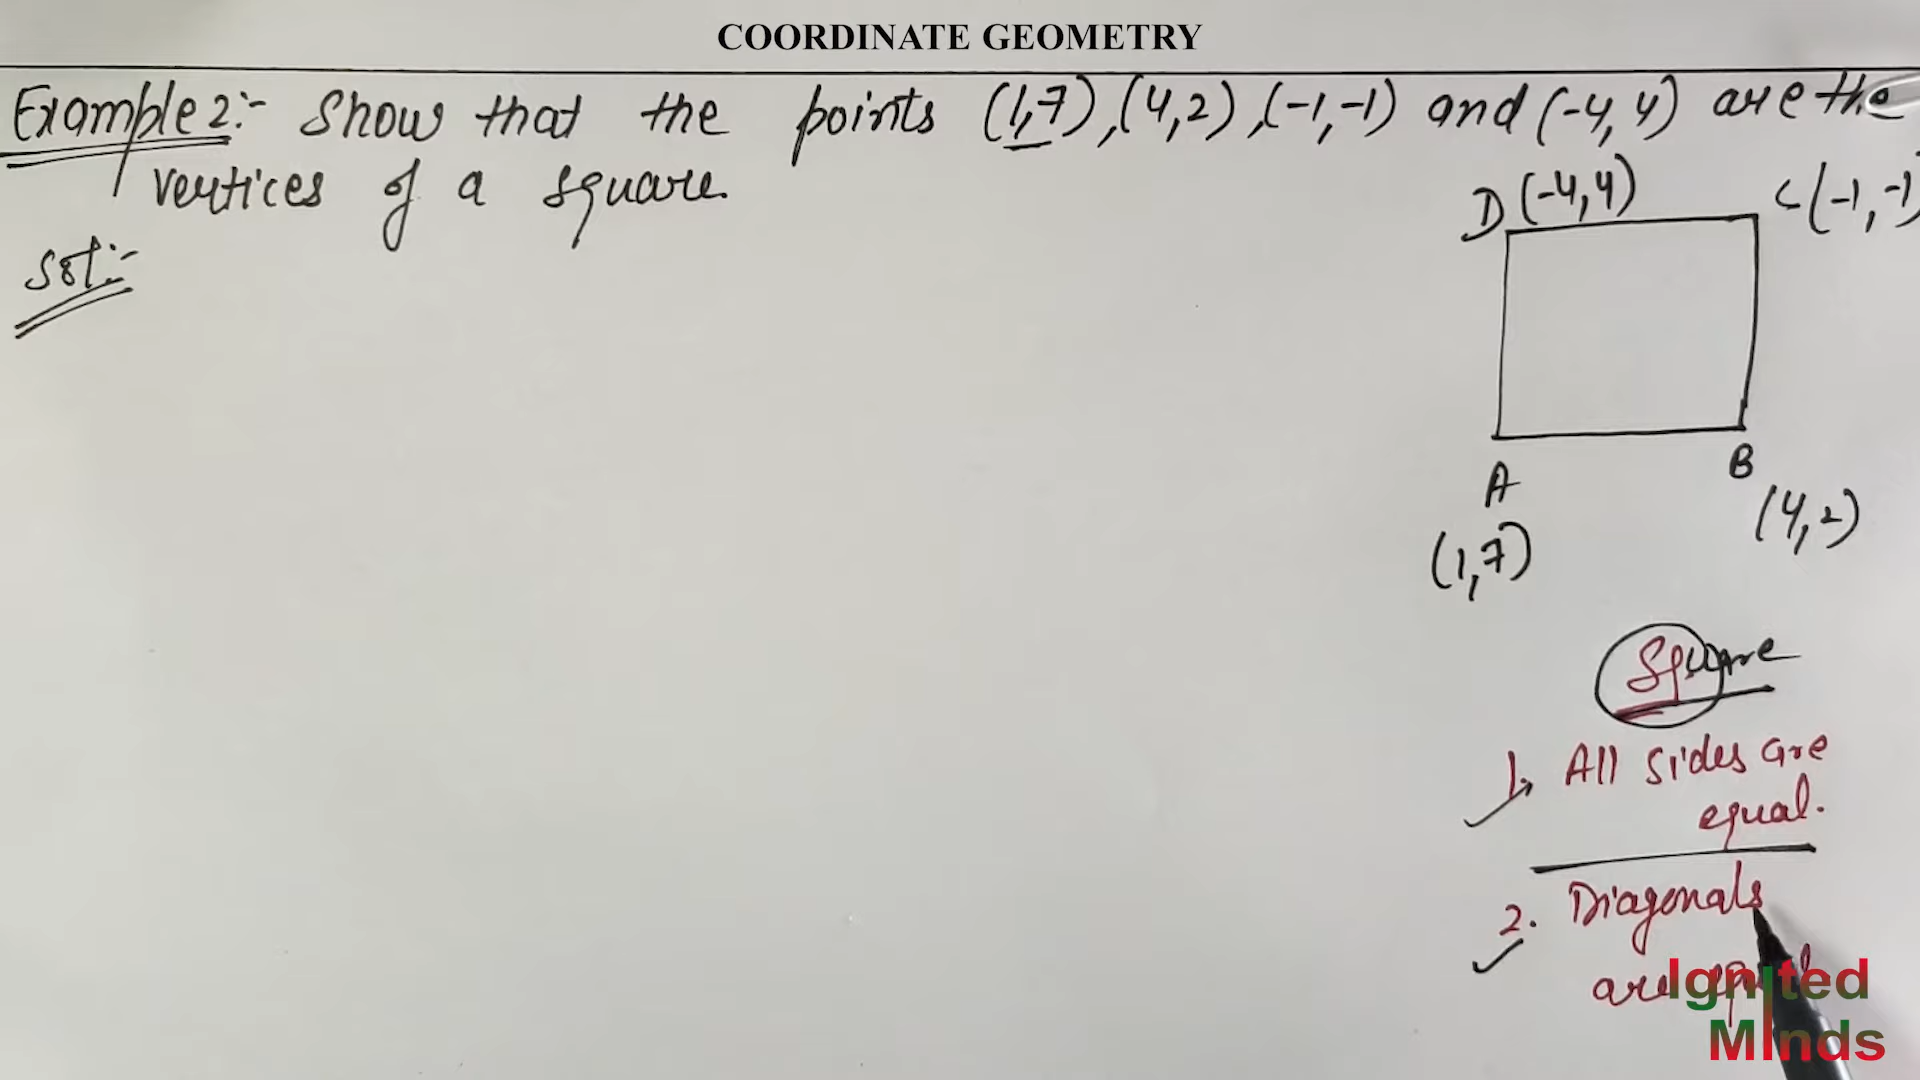 COORDINATE GEOMETRY
Example 2:- Show that the points (1,7), (4,2), (-1,-1) and (-4,4) are the
vertices of a square.
Sol:-
D (-4,4)
C (-1,-1)
A
B
(4,2)
(1,7)
Square
1. All sides are
equal.
2. Diagonals
are
Ignited
Minds